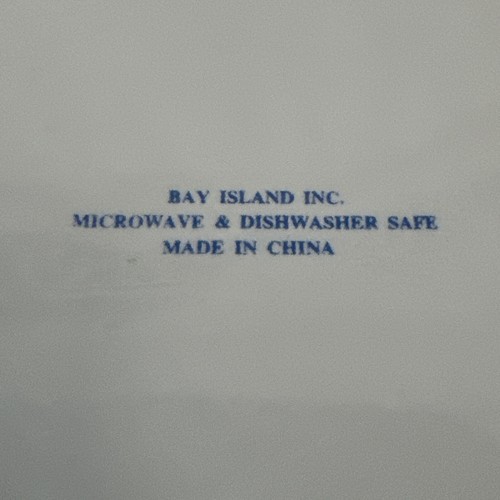 BAY ISLAND INC.
MICROWAVE & DISHWASHER SAFE
MADE IN CHINA